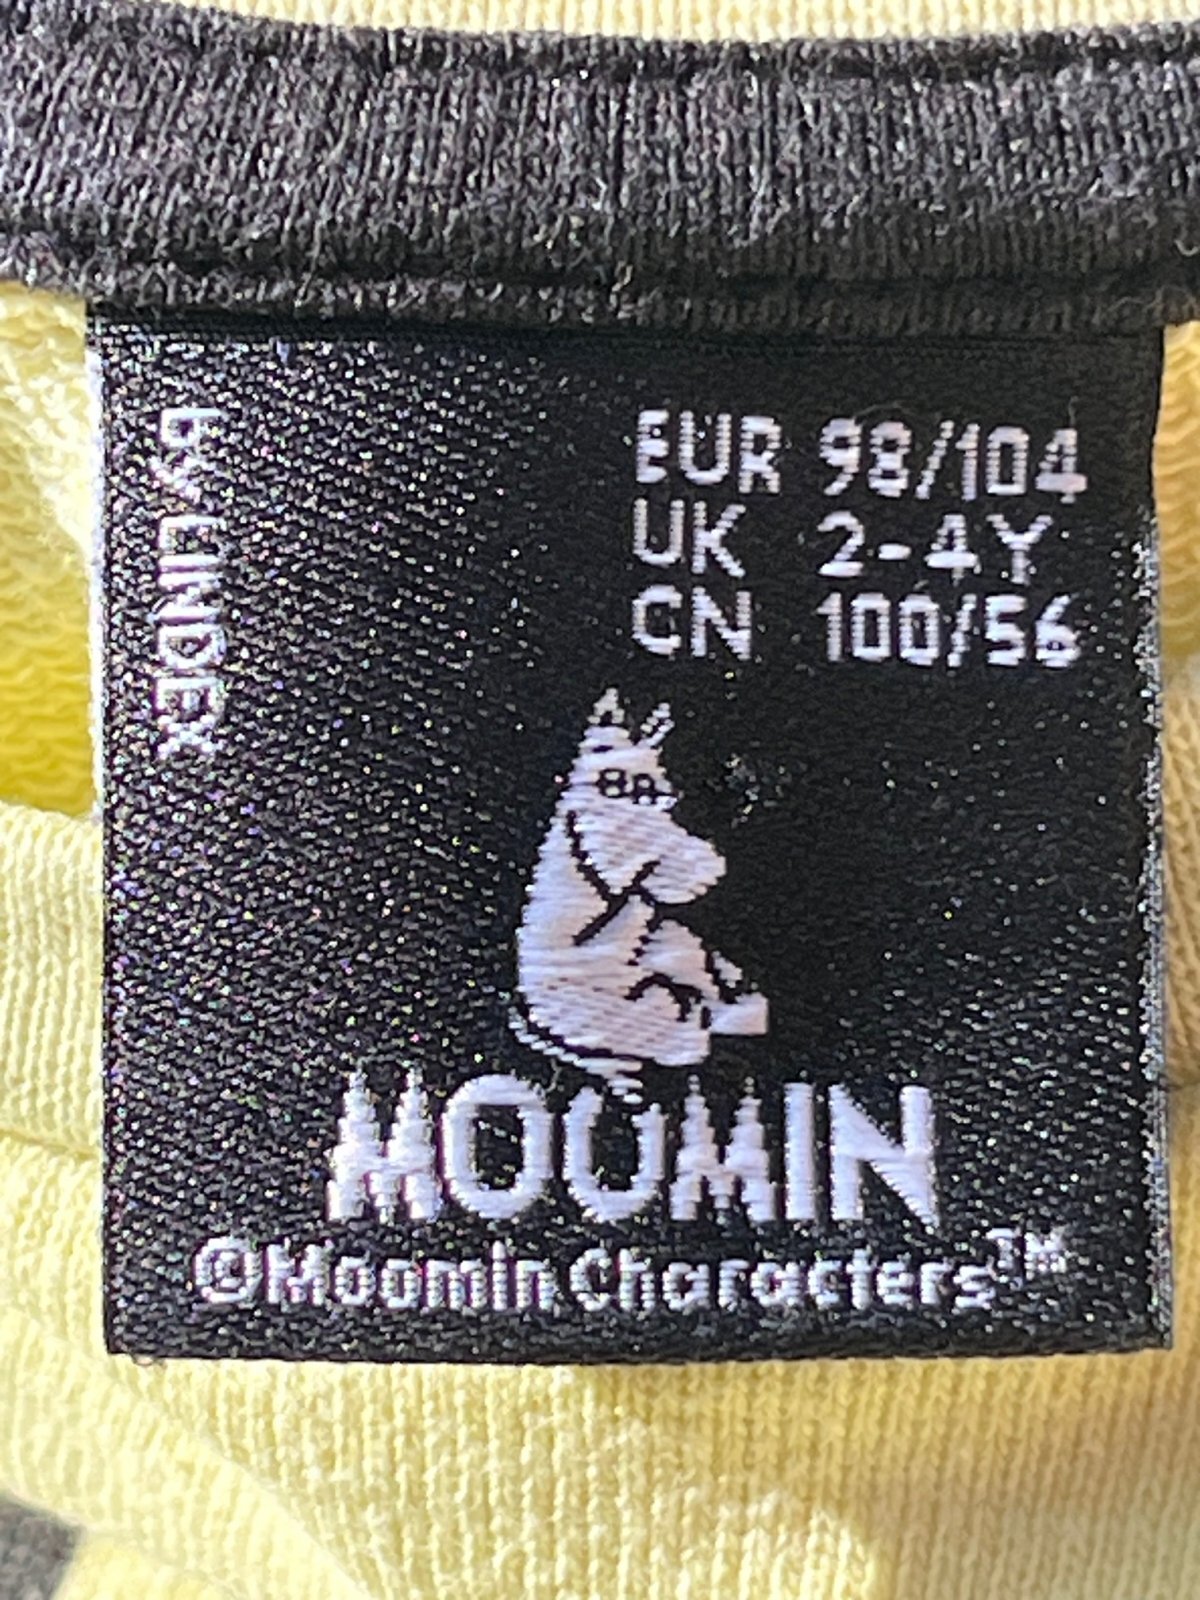 by LINDEX
EUR 98/104
UK 2-4Y
CN 100/56
MOOMIN
©Moomin Characters™